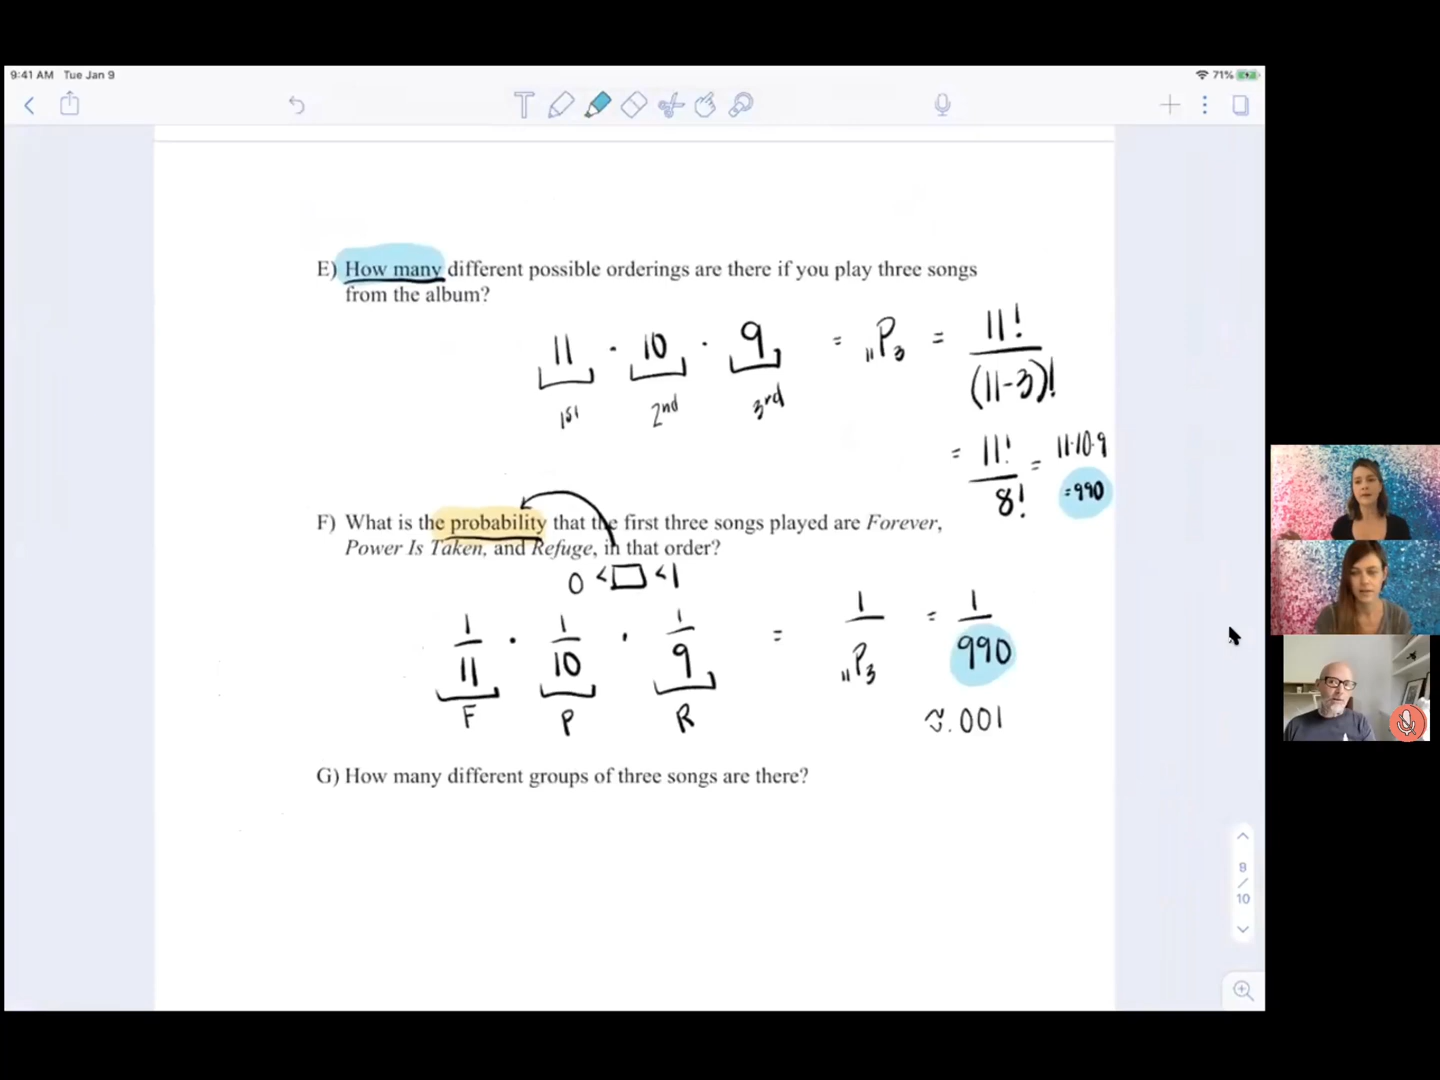 9:41 AM Tue Jan 9
71%
E) How many different possible orderings are there if you play three songs
from the album?
11 · 10 · 9 = 11P3 = 11! / (11-3)!
1st 2nd 3rd
= 11! / 8! = 11·10·9
= 990
F) What is the probability that the first three songs played are Forever,
Power Is Taken, and Refuge, in that order?
0 < □ < 1
1/11 · 1/10 · 1/9 = 1/11P3 = 1/990
F P R
≈.001
G) How many different groups of three songs are there?
9
/
10